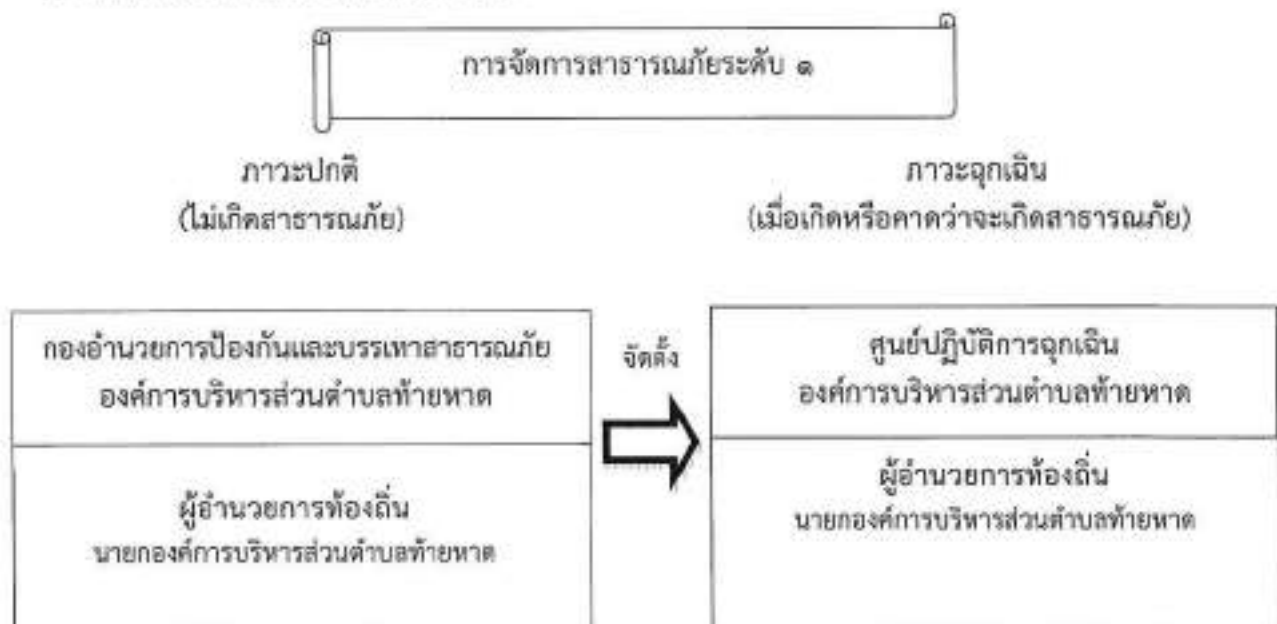 การจัดการสาธารณภัยระดับ ๑
ภาวะปกติ
(ไม่เกิดสาธารณภัย)
ภาวะฉุกเฉิน
(เมื่อเกิดหรือคาดว่าจะเกิดสาธารณภัย)
กองอำนวยการป้องกันและบรรเทาสาธารณภัย
องค์การบริหารส่วนตำบลท้ายหาด
ผู้อำนวยการท้องถิ่น
นายกองค์การบริหารส่วนตำบลท้ายหาด
จัดตั้ง
ศูนย์ปฏิบัติการฉุกเฉิน
องค์การบริหารส่วนตำบลท้ายหาด
ผู้อำนวยการท้องถิ่น
นายกองค์การบริหารส่วนตำบลท้ายหาด